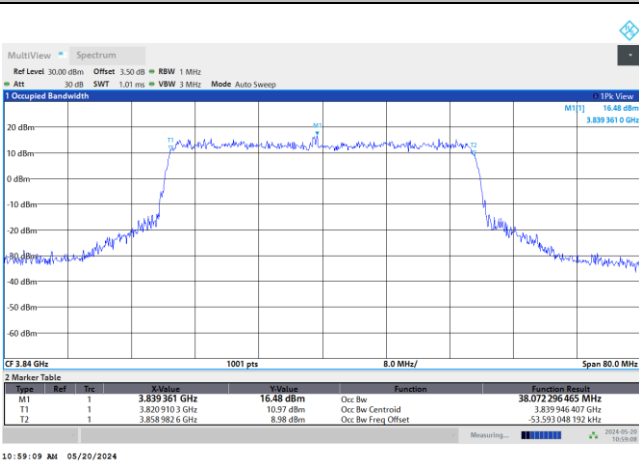 MultiView Spectrum
Ref Level 30.00 dBm Offset 3.50 dB RBW 1 MHz
Att 30 dB SWT 1.01 ms VBW 3 MHz Mode Auto Sweep
1 Occupied Bandwidth 1Pk View
M1[1] 16.48 dBm
3.839 361 0 GHz
M1
20 dBm
T1
T2
10 dBm
0 dBm
-10 dBm
-20 dBm
-30 dBm
-40 dBm
-50 dBm
-60 dBm
CF 3.84 GHz 1001 pts 8.0 MHz/ Span 80.0 MHz
2 Marker Table
Type Ref Trc X-Value Y-Value Function Function Result
M1 1 3.839 361 GHz 16.48 dBm Occ Bw 38.072 296 465 MHz
T1 1 3.820 910 3 GHz 10.97 dBm Occ Bw Centroid 3.839 946 407 GHz
T2 1 3.858 982 6 GHz 8.98 dBm Occ Bw Freq Offset -53.593 048 192 kHz
Measuring... 2024-05-20
10:59:08
10:59:09 AM 05/20/2024